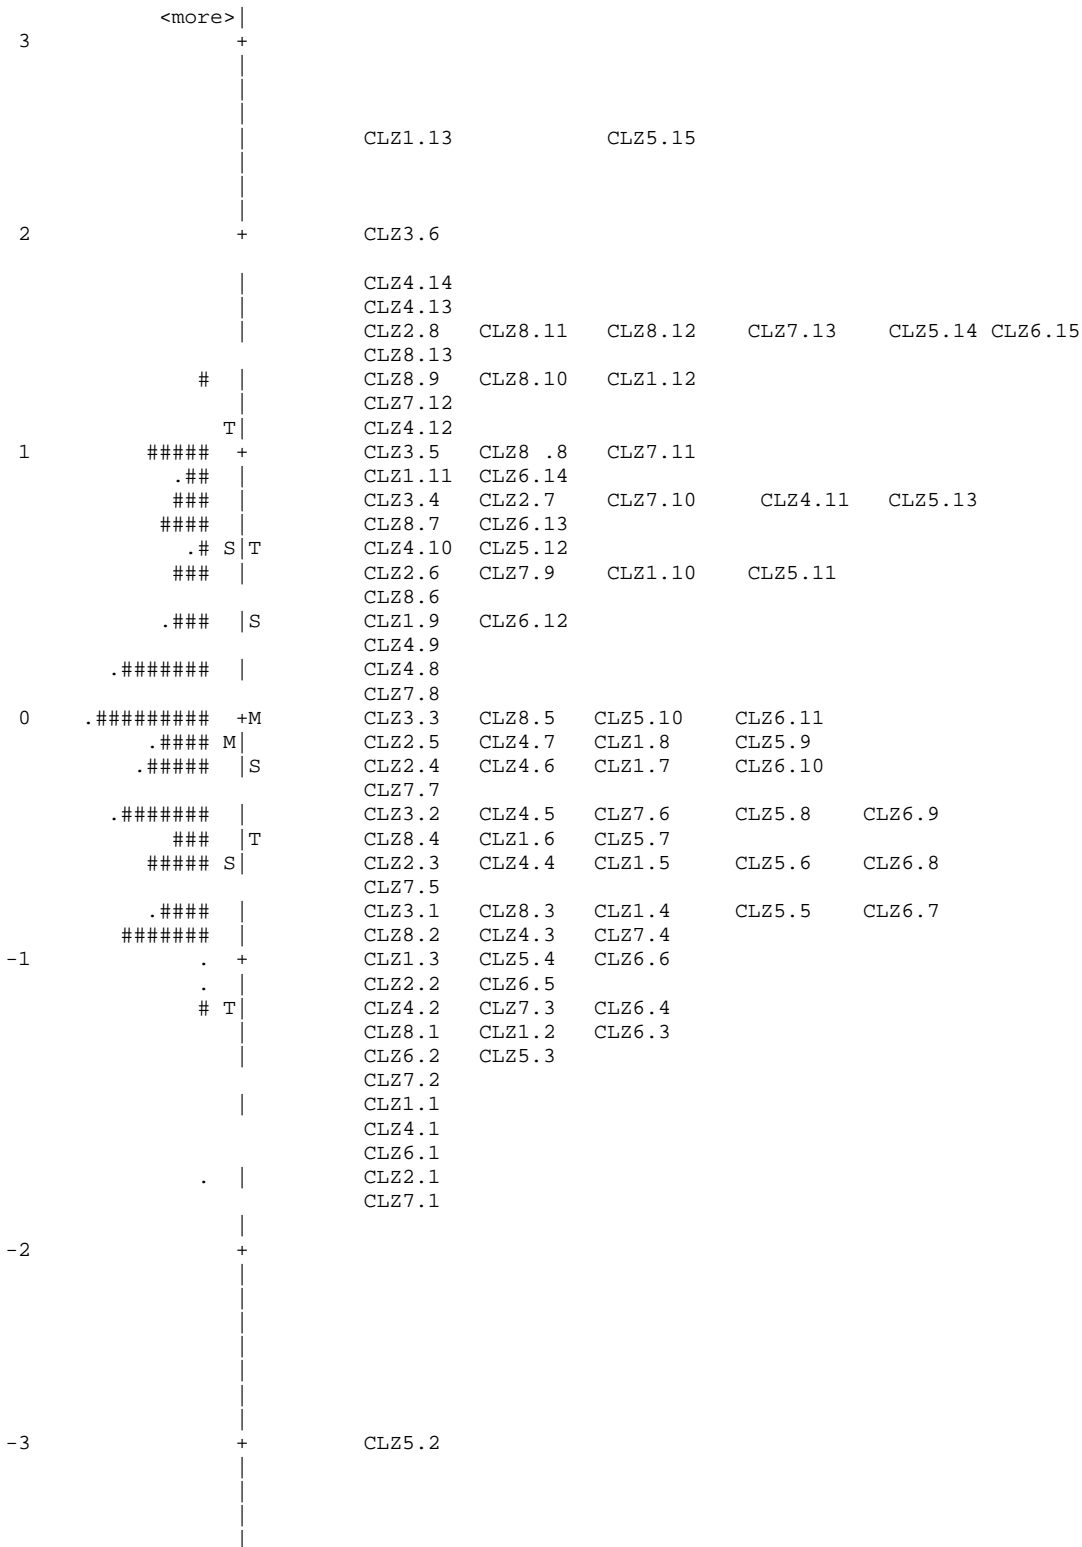 <more>|
3 +
|
|
|
| CLZ1.13 CLZ5.15
|
|
|
2 + CLZ3.6
| CLZ4.14
| CLZ4.13
| CLZ2.8 CLZ8.11 CLZ8.12 CLZ7.13 CLZ5.14 CLZ6.15
CLZ8.13
# | CLZ8.9 CLZ8.10 CLZ1.12
| CLZ7.12
T| CLZ4.12
1 ##### + CLZ3.5 CLZ8 .8 CLZ7.11
.## | CLZ1.11 CLZ6.14
### | CLZ3.4 CLZ2.7 CLZ7.10 CLZ4.11 CLZ5.13
#### | CLZ8.7 CLZ6.13
.# S|T CLZ4.10 CLZ5.12
### | CLZ2.6 CLZ7.9 CLZ1.10 CLZ5.11
CLZ8.6
.### |S CLZ1.9 CLZ6.12
CLZ4.9
.####### | CLZ4.8
CLZ7.8
0 .######### +M CLZ3.3 CLZ8.5 CLZ5.10 CLZ6.11
.#### M| CLZ2.5 CLZ4.7 CLZ1.8 CLZ5.9
.##### |S CLZ2.4 CLZ4.6 CLZ1.7 CLZ6.10
CLZ7.7
.####### | CLZ3.2 CLZ4.5 CLZ7.6 CLZ5.8 CLZ6.9
### |T CLZ8.4 CLZ1.6 CLZ5.7
##### S| CLZ2.3 CLZ4.4 CLZ1.5 CLZ5.6 CLZ6.8
CLZ7.5
.#### | CLZ3.1 CLZ8.3 CLZ1.4 CLZ5.5 CLZ6.7
####### | CLZ8.2 CLZ4.3 CLZ7.4
-1 . + CLZ1.3 CLZ5.4 CLZ6.6
. | CLZ2.2 CLZ6.5
# T| CLZ4.2 CLZ7.3 CLZ6.4
| CLZ8.1 CLZ1.2 CLZ6.3
| CLZ6.2 CLZ5.3
CLZ7.2
| CLZ1.1
CLZ4.1
CLZ6.1
. | CLZ2.1
CLZ7.1
|
-2 +
|
|
|
|
|
|
|
-3 + CLZ5.2
|
|
|
|